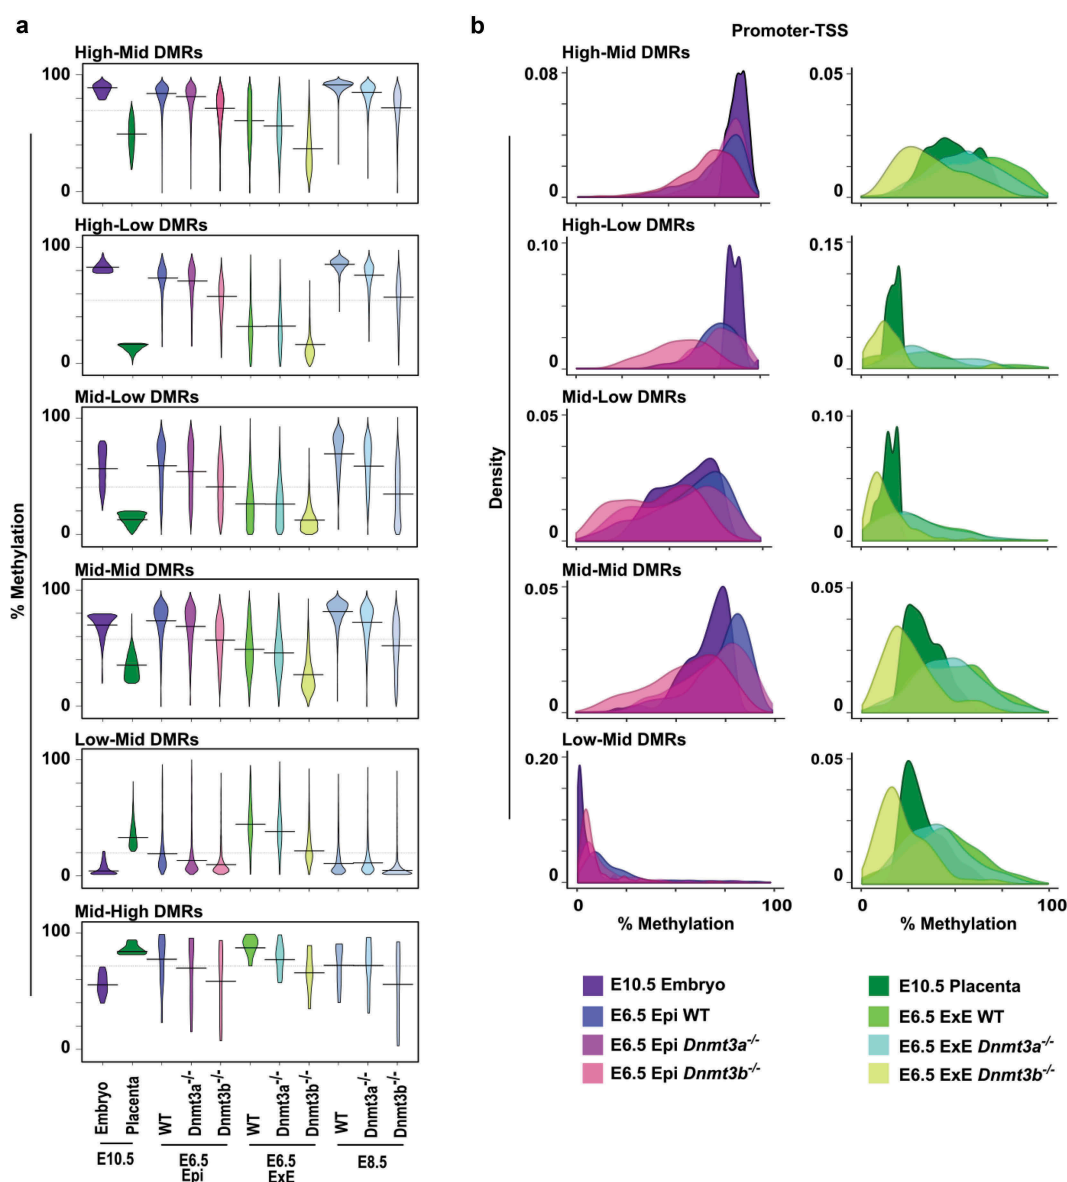 a
High-Mid DMRs
100
0
High-Low DMRs
100
0
Mid-Low DMRs
100
0
Mid-Mid DMRs
100
0
Low-Mid DMRs
100
0
Mid-High DMRs
100
0
% Methylation
Embryo
Placenta
WT
Dnmt3a-/-
Dnmt3b-/-
WT
Dnmt3a-/-
Dnmt3b-/-
WT
Dnmt3a-/-
Dnmt3b-/-
E10.5
E6.5
Epi
E6.5
ExE
E8.5
b
Promoter-TSS
High-Mid DMRs
0.08
0
0.05
0
High-Low DMRs
0.10
0
0.15
0
Mid-Low DMRs
0.05
0
0.10
0
Mid-Mid DMRs
0.05
0
0.05
0
Low-Mid DMRs
0.20
0
0.05
0
Density
0
100
0
100
% Methylation
% Methylation
E10.5 Embryo
E6.5 Epi WT
E6.5 Epi Dnmt3a-/-
E6.5 Epi Dnmt3b-/-
E10.5 Placenta
E6.5 ExE WT
E6.5 ExE Dnmt3a-/-
E6.5 ExE Dnmt3b-/-